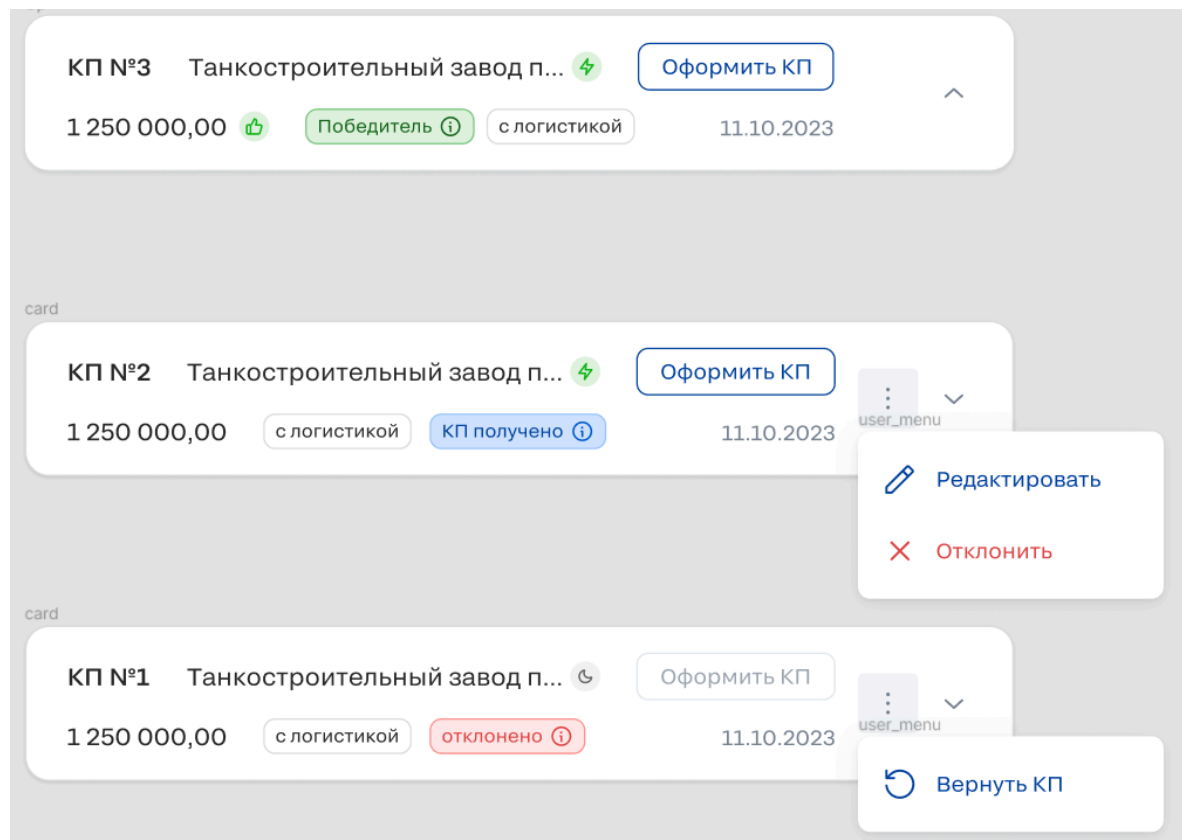 КП №3 Танкостроительный завод п... Оформить КП
1 250 000,00 Победитель с логистикой 11.10.2023
card
КП №2 Танкостроительный завод п... Оформить КП
1 250 000,00 с логистикой КП получено 11.10.2023
user_menu
Редактировать
Отклонить
card
КП №1 Танкостроительный завод п... Оформить КП
1 250 000,00 с логистикой отклонено 11.10.2023
user_menu
Вернуть КП